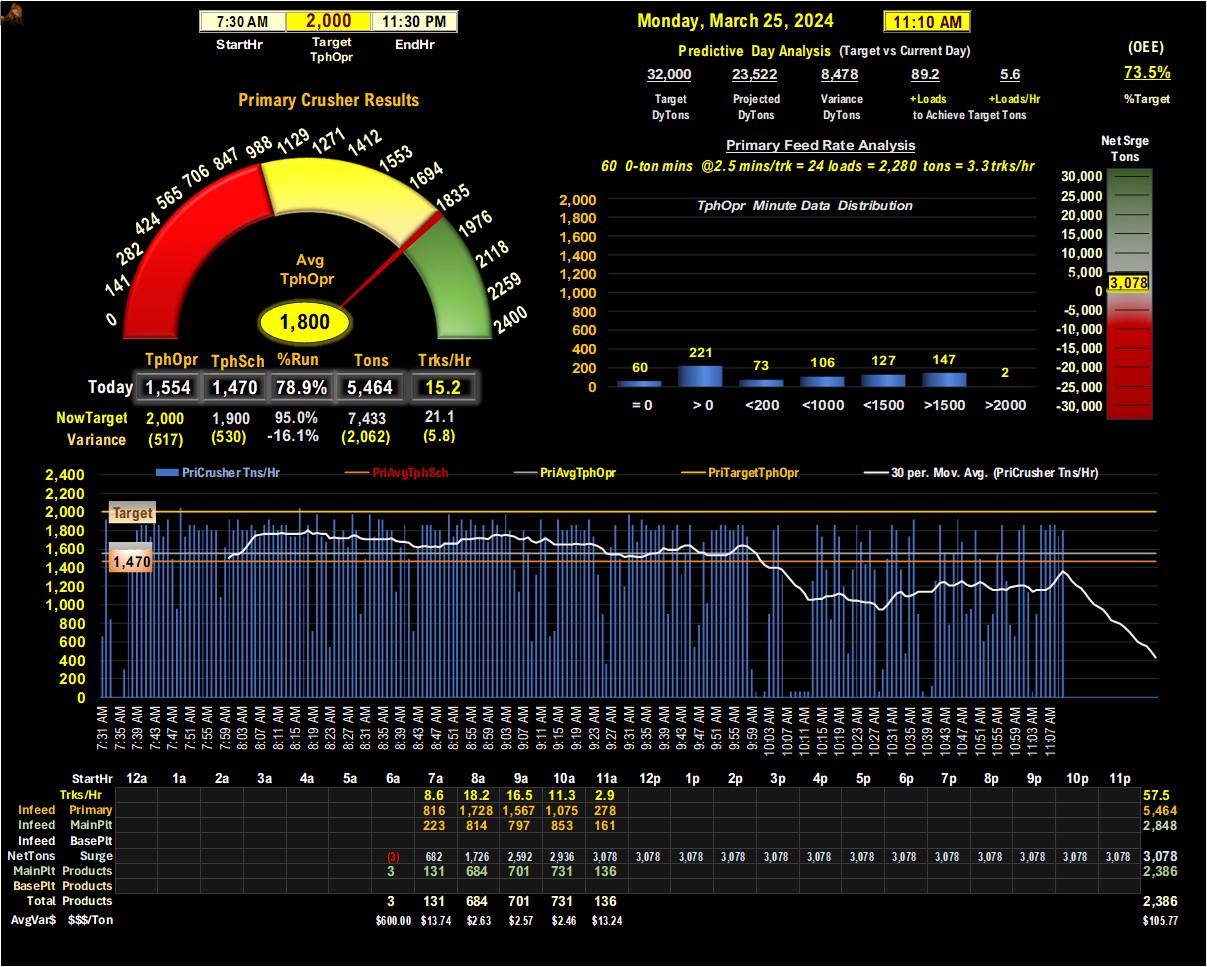 7:30 AM 2,000 11:30 PM
StartHr Target TphOpr EndHr
Monday, March 25, 2024 11:10 AM
Predictive Day Analysis (Target vs Current Day)
32,000 23,522 8,478 89.2 5.6
Target DyTons Projected DyTons Variance DyTons +Loads +Loads/Hr
to Achieve Target Tons
(OEE)
73.5%
%Target
Primary Crusher Results
0 141 282 424 565 706 847 988 1129 1271 1412 1553 1694 1835 1976 2118 2259 2400
Avg
TphOpr
1,800
TphOpr TphSch %Run Tons Trks/Hr
Today 1,554 1,470 78.9% 5,464 15.2
NowTarget 2,000 1,900 95.0% 7,433 21.1
Variance (517) (530) -16.1% (2,062) (5.8)
Primary Feed Rate Analysis
60 0-ton mins @2.5 mins/trk = 24 loads = 2,280 tons = 3.3 trks/hr
TphOpr Minute Data Distribution
2,000
1,800
1,600
1,400
1,200
1,000
800
600
400
200
0
60 221 73 106 127 147 2
= 0 > 0 <200 <1000 <1500 >1500 >2000
Net Srge
Tons
30,000
25,000
20,000
15,000
10,000
5,000
3,078
0
-5,000
-10,000
-15,000
-20,000
-25,000
-30,000
PriCrusher Tns/Hr PriAvgTphSch PriAvgTphOpr PriTargetTphOpr 30 per. Mov. Avg. (PriCrusher Tns/Hr)
2,400
2,200
2,000
1,800
1,600
1,400
1,200
1,000
800
600
400
200
0
Target
1,470
7:31 AM 7:35 AM 7:39 AM 7:43 AM 7:47 AM 7:51 AM 7:55 AM 7:59 AM 8:03 AM 8:07 AM 8:11 AM 8:15 AM 8:19 AM 8:23 AM 8:27 AM 8:31 AM 8:35 AM 8:39 AM 8:43 AM 8:47 AM 8:51 AM 8:55 AM 8:59 AM 9:03 AM 9:07 AM 9:11 AM 9:15 AM 9:19 AM 9:23 AM 9:27 AM 9:31 AM 9:35 AM 9:39 AM 9:43 AM 9:47 AM 9:51 AM 9:55 AM 9:59 AM 10:03 AM 10:07 AM 10:11 AM 10:15 AM 10:19 AM 10:23 AM 10:27 AM 10:31 AM 10:35 AM 10:39 AM 10:43 AM 10:47 AM 10:51 AM 10:55 AM 10:59 AM 11:03 AM 11:07 AM
StartHr 12a 1a 2a 3a 4a 5a 6a 7a 8a 9a 10a 11a 12p 1p 2p 3p 4p 5p 6p 7p 8p 9p 10p 11p
Trks/Hr 8.6 18.2 16.5 11.3 2.9 57.5
Infeed Primary 816 1,728 1,567 1,075 278 5,464
Infeed MainPlt 223 814 797 853 161 2,848
Infeed BasePlt
NetTons Surge (3) 682 1,726 2,592 2,936 3,078 3,078 3,078 3,078 3,078 3,078 3,078 3,078 3,078 3,078 3,078 3,078 3,078 3,078
MainPlt Products 3 131 684 701 731 136 2,386
BasePlt Products
Total Products 3 131 684 701 731 136 2,386
AvgVar$ $$$/Ton $600.00 $13.74 $2.63 $2.57 $2.46 $13.24 $105.77